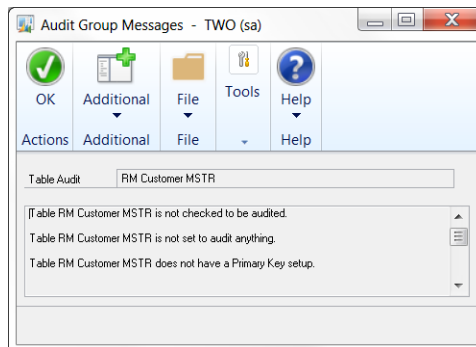 Audit Group Messages - TWO (sa)
OK Additional File Tools Help
Actions Additional File Help
Table Audit RM Customer MSTR
Table RM Customer MSTR is not checked to be audited.
Table RM Customer MSTR is not set to audit anything.
Table RM Customer MSTR does not have a Primary Key setup.